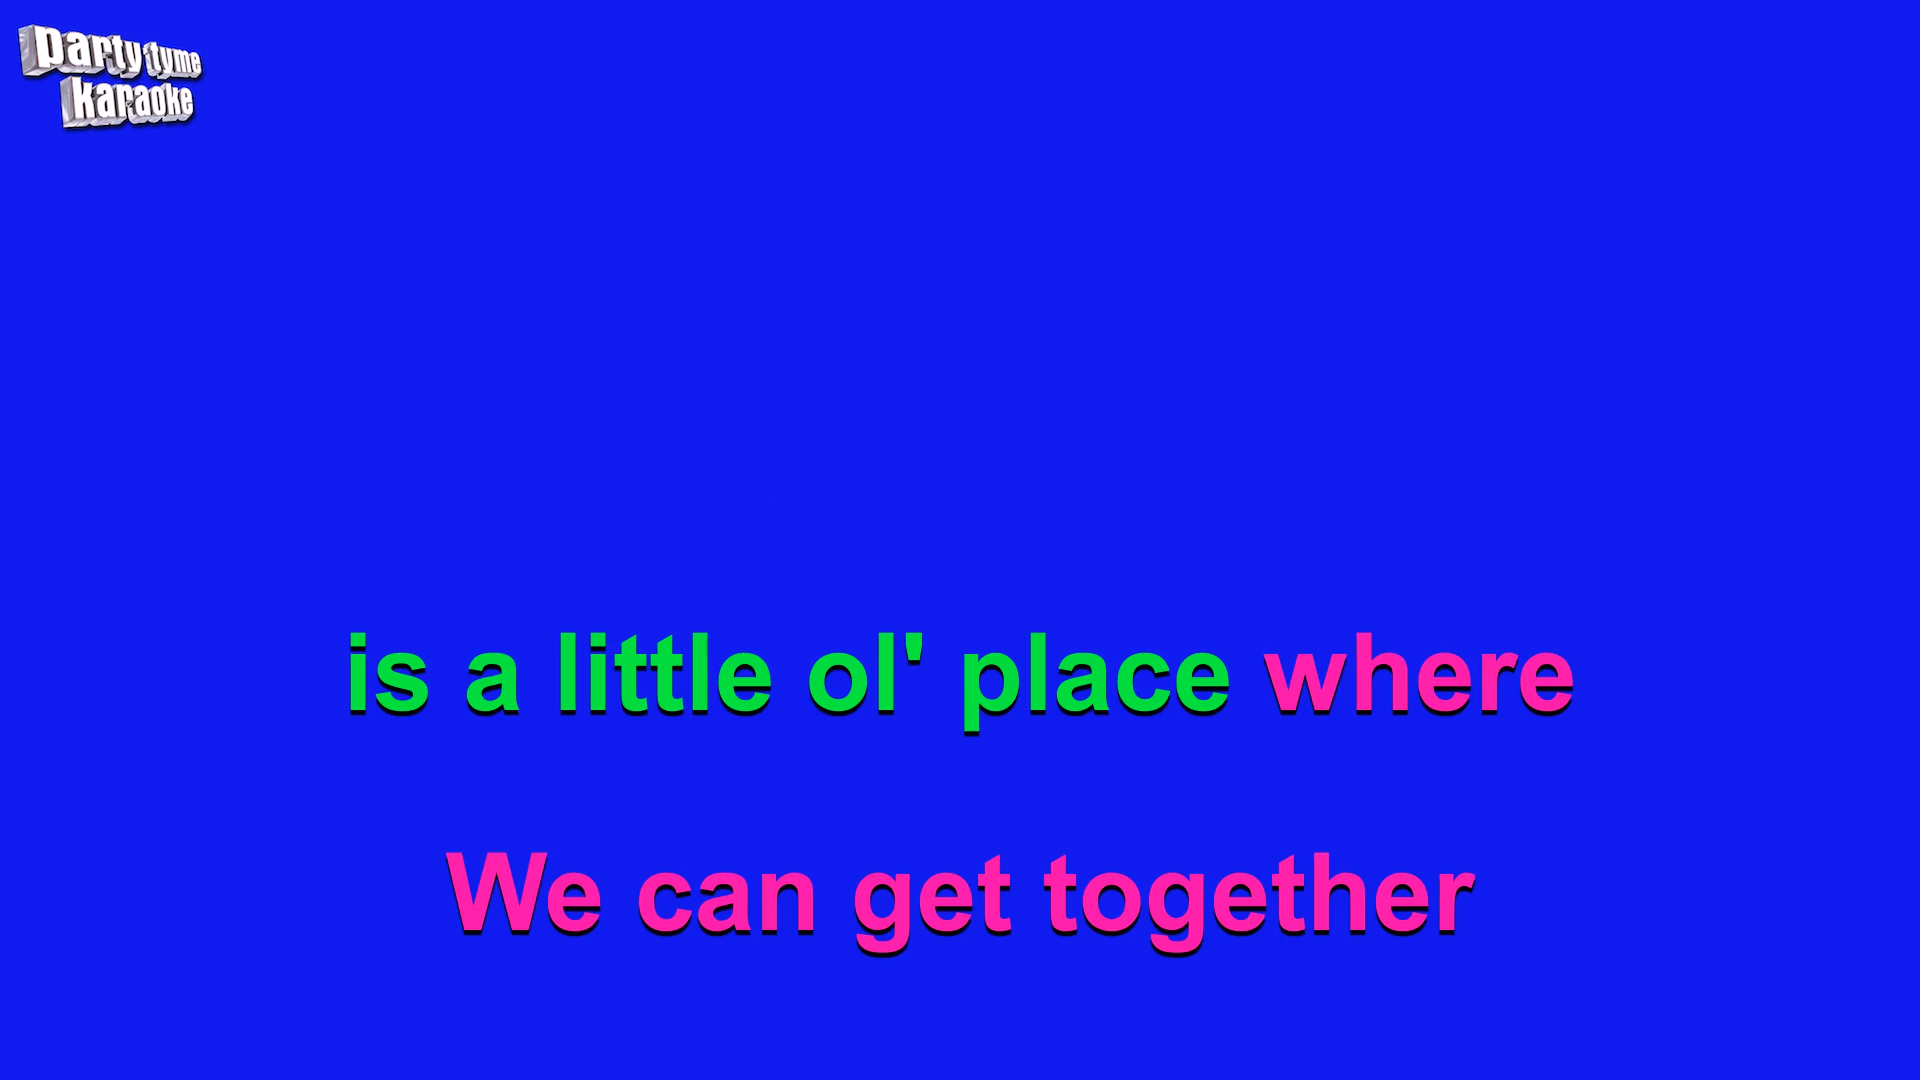 party tyme
karaoke
is a little ol' place where
We can get together